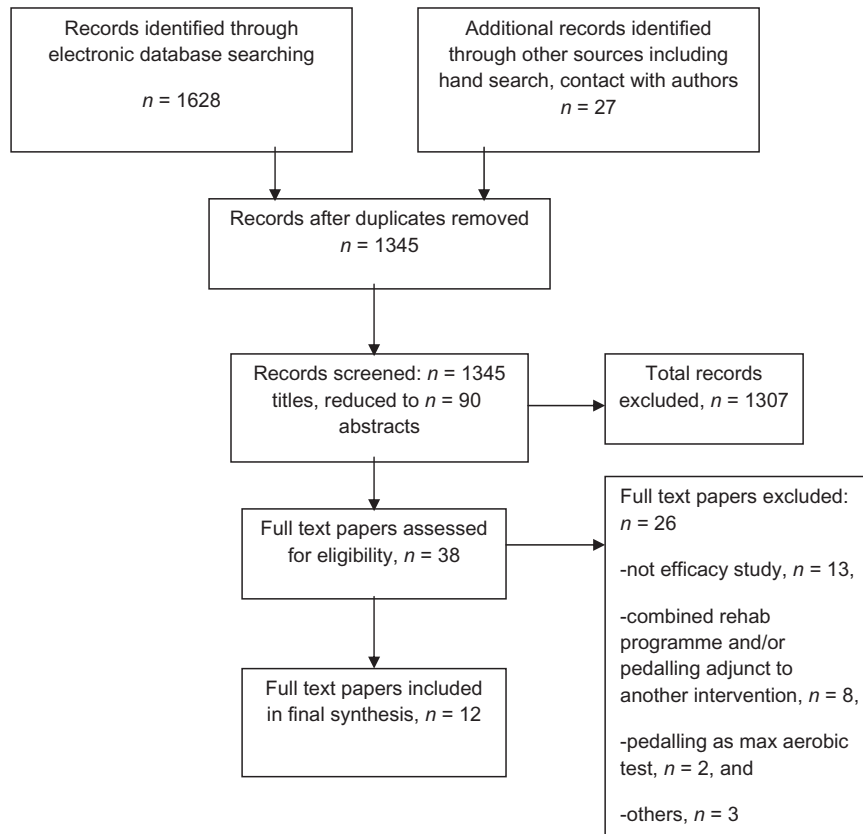 Records identified through
electronic database searching
n = 1628
Additional records identified
through other sources including
hand search, contact with authors
n = 27
Records after duplicates removed
n = 1345
Records screened: n = 1345
titles, reduced to n = 90
abstracts
Total records
excluded, n = 1307
Full text papers assessed
for eligibility, n = 38
Full text papers excluded:
n = 26
-not efficacy study, n = 13,
-combined rehab
programme and/or
pedalling adjunct to
another intervention, n = 8,
-pedalling as max aerobic
test, n = 2, and
-others, n = 3
Full text papers included
in final synthesis, n = 12